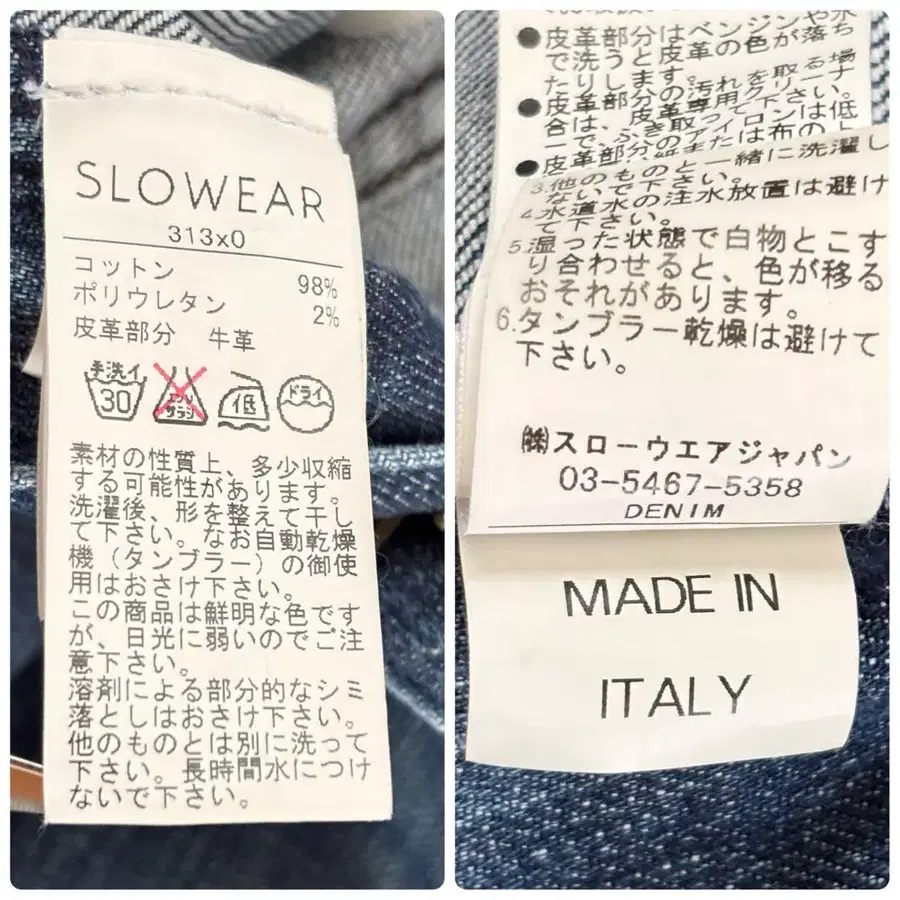 SLOWEAR
313x0
コットン 98%
ポリウレタン 2%
皮革部分 牛革
手洗イ
30
エンソ
サラシ
低
ドライ
素材の性質上、多少収縮
する可能性があります。
洗濯後、形を整えて干し
て下さい。なお自動乾燥
機（タンブラー）の御使
用はおさけ下さい。
この商品は鮮明な色です
が、日光に弱いのでご注
意下さい。
溶剤による部分的なシミ
落としはおさけ下さい。
他のものとは別に洗って
下さい。長時間水につけ
ないで下さい。
●皮革部分はベンジンや水
で洗うと皮革の色が落ち
たりします。
●皮革部分の汚れを取る場
合は、皮革専用クリーナ
ーで、ふき取って下さい。
●皮革部分のアイロンは低
3.他のものと一緒に洗濯し
ないで下さい。
4.水道水の注水放置は避け
て下さい。
5.湿った状態で白物とこす
り合わせると、色が移る
おそれがあります。
6.タンブラー乾燥は避けて
下さい。
㈱スローウエアジャパン
03-5467-5358
DENIM
MADE IN
ITALY